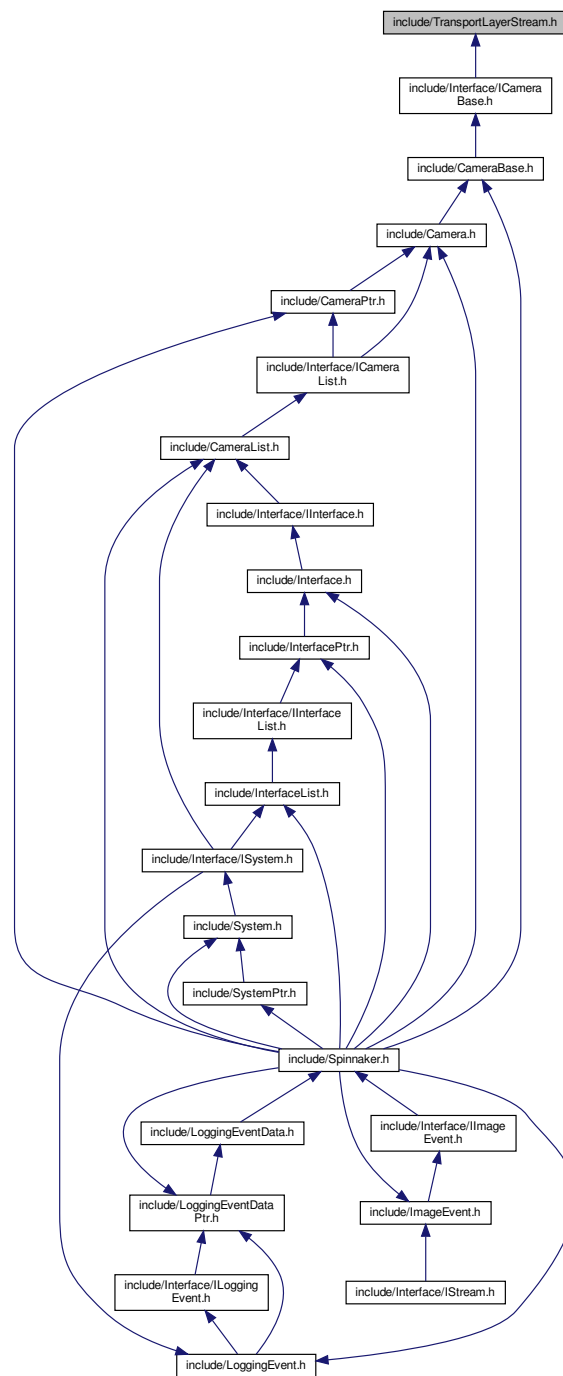 include/TransportLayerStream.h
include/Interface/ICamera
Base.h
include/CameraBase.h
include/Camera.h
include/CameraPtr.h
include/Interface/ICamera
List.h
include/CameraList.h
include/Interface/IInterface.h
include/Interface.h
include/InterfacePtr.h
include/Interface/IInterface
List.h
include/InterfaceList.h
include/Interface/ISystem.h
include/System.h
include/SystemPtr.h
include/Spinnaker.h
include/LoggingEventData.h
include/Interface/IImage
Event.h
include/LoggingEventData
Ptr.h
include/ImageEvent.h
include/Interface/ILogging
Event.h
include/Interface/IStream.h
include/LoggingEvent.h